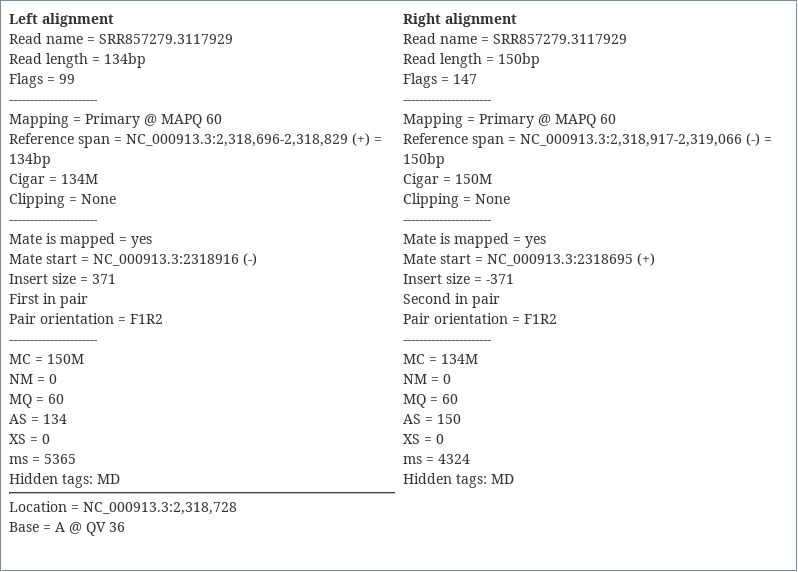 Left alignment
Read name = SRR857279.3117929
Read length = 134bp
Flags = 99
----------------------
Mapping = Primary @ MAPQ 60
Reference span = NC_000913.3:2,318,696-2,318,829 (+) =
134bp
Cigar = 134M
Clipping = None
----------------------
Mate is mapped = yes
Mate start = NC_000913.3:2318916 (-)
Insert size = 371
First in pair
Pair orientation = F1R2
----------------------
MC = 150M
NM = 0
MQ = 60
AS = 134
XS = 0
ms = 5365
Hidden tags: MD
Location = NC_000913.3:2,318,728
Base = A @ QV 36
Right alignment
Read name = SRR857279.3117929
Read length = 150bp
Flags = 147
----------------------
Mapping = Primary @ MAPQ 60
Reference span = NC_000913.3:2,318,917-2,319,066 (-) =
150bp
Cigar = 150M
Clipping = None
----------------------
Mate is mapped = yes
Mate start = NC_000913.3:2318695 (+)
Insert size = -371
Second in pair
Pair orientation = F1R2
----------------------
MC = 134M
NM = 0
MQ = 60
AS = 150
XS = 0
ms = 4324
Hidden tags: MD